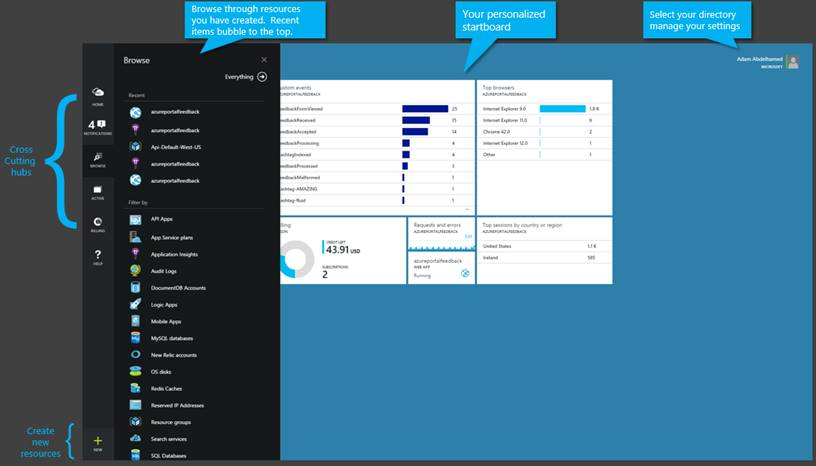 Browse through resources
you have created. Recent
items bubble to the top.
Your personalized
startboard
Select your directory
manage your settings
Adam Abdelhamed
MICROSOFT
Cross
Cutting
hubs
Create
new
resources
HOME
4
NOTIFICATIONS
BROWSE
ACTIVE
BILLING
HELP
NEW
Browse
Everything
Recent
azureportalfeedback
azureportalfeedback
Api-Default-West-US
azureportalfeedback
azureportalfeedback
Filter by
API Apps
App Service plans
Application Insights
Audit Logs
DocumentDB Accounts
Logic Apps
Mobile Apps
MySQL databases
New Relic accounts
OS disks
Redis Caches
Reserved IP Addresses
Resource groups
Search services
SQL Databases
ustom events
AZUREPORTALFEEDBACK
eedbackFormViewed 25
eedbackReceived 15
eedbackAccepted 14
eedbackProcessing 4
ashtagIndexed 4
eedbackProcessed 3
eedbackMalformed 1
ashtag-AMAZING 1
ashtag-fluid 1
Top browsers
AZUREPORTALFEEDBACK
Internet Explorer 9.0 1.8 K
Internet Explorer 11.0 6
Chrome 42.0 2
Internet Explorer 12.0 1
Other 1
lling
CREDIT LEFT
43.91 USD
SUBSCRIPTIONS
2
Requests and errors
AZUREPORTALFEEDBACK
Edit
azureportalfeedback
WEB APP
Running
Top sessions by country or region
AZUREPORTALFEEDBACK
United States 1.1 K
Ireland 585